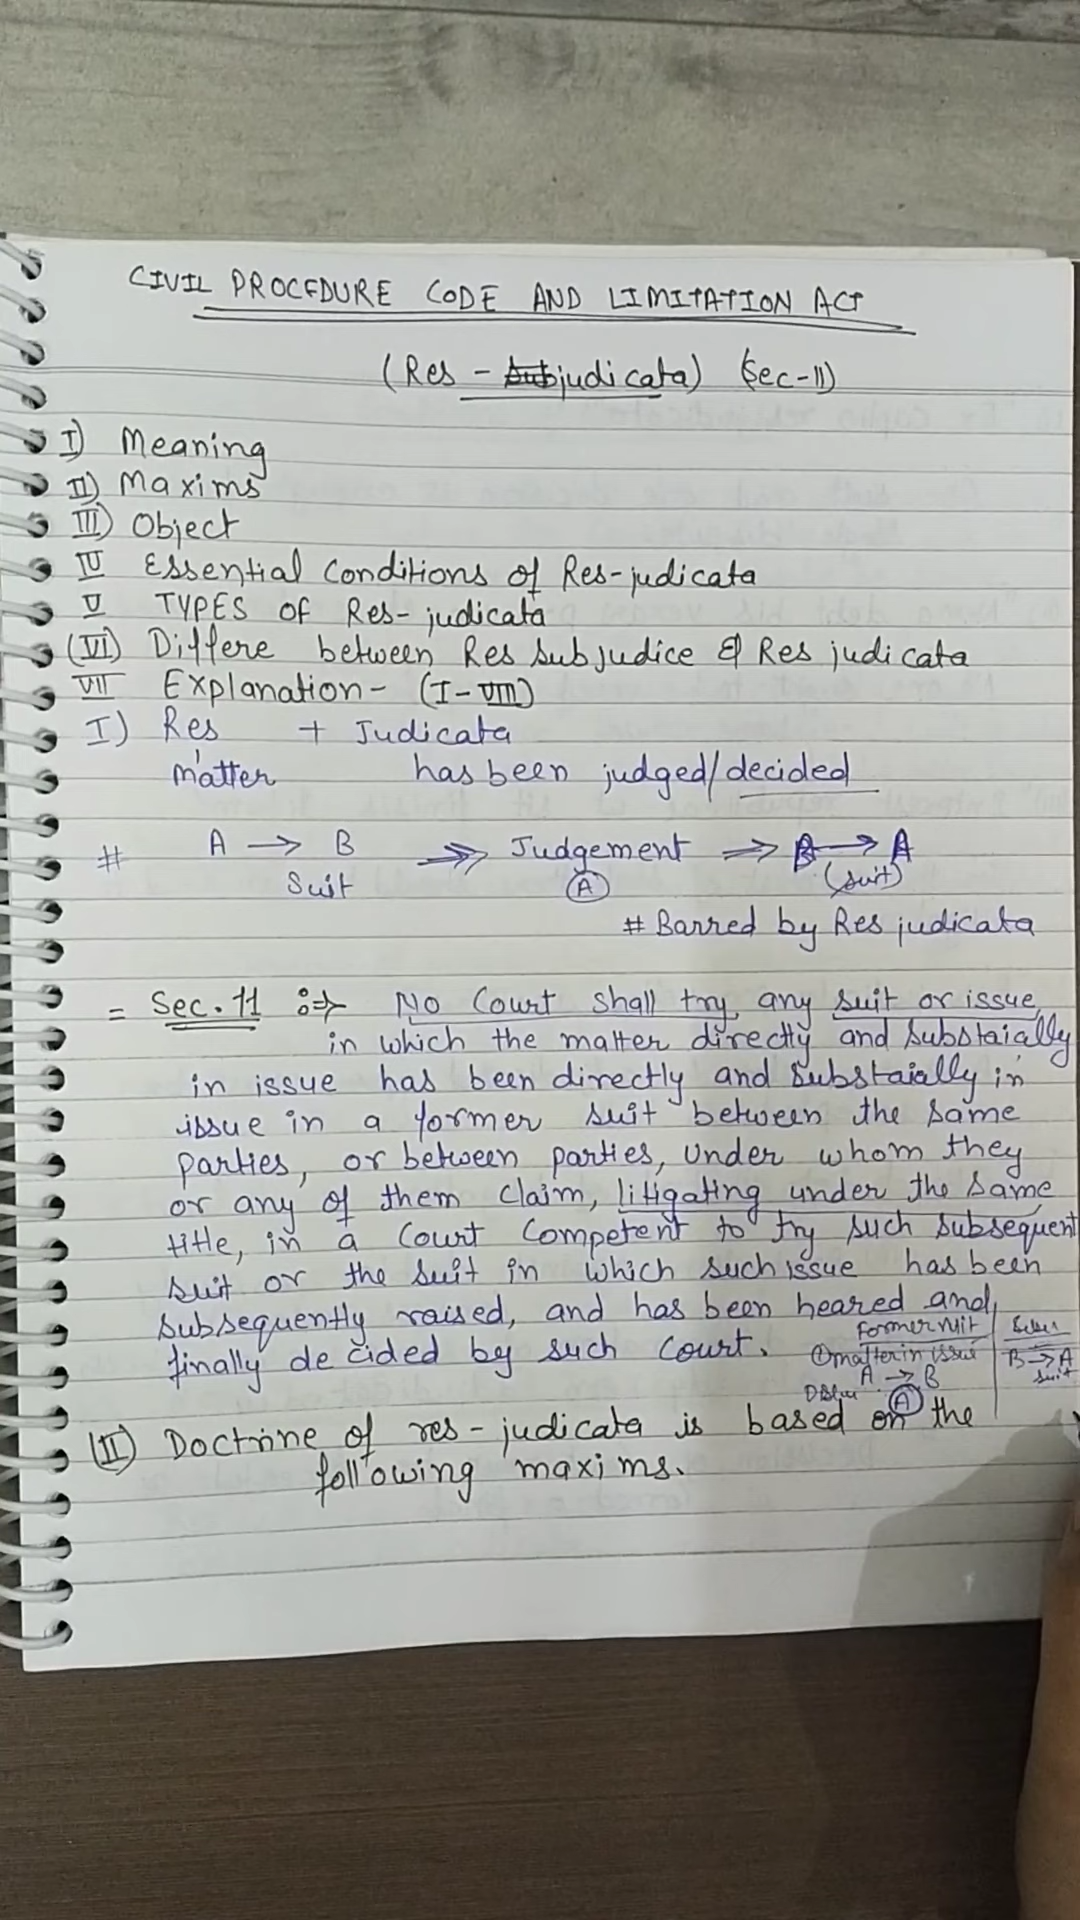 CIVIL PROCEDURE CODE AND LIMITATION ACT
(Res - judicata) (Sec-11)
I) Meaning
II) Maxims
III) Object
IV Essential Conditions of Res-judicata
V TYPES of Res-judicata
(VI) Differe between Res Subjudice & Res judicata
VII Explanation- (I-VIII)
I) Res + Judicata
matter has been judged/decided
# A → B ⇒ Judgement ⇒ B → A
Suit (A) (suit)
# Barred by Res judicata
= Sec. 11 :⇒ No Court shall try, any suit or issue
in which the matter directly and substaially
in issue has been directly and substaially in
issue in a former suit between the same
parties, or between parties, under whom they
or any of them claim, litigating under the same
title, in a Court Competent to try such subsequent
suit or the suit in which such issue has been
subsequently raised, and has been heared and
finally decided by such Court.
Former suit
① matter in issue B → A
A → B suit
(A)
(II) Doctrine of res-judicata is based on the
following maxims.